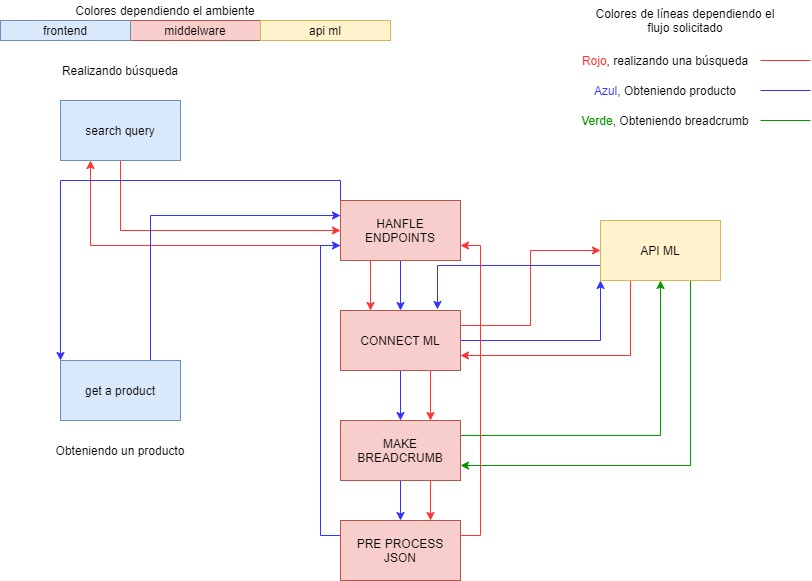 Colores dependiendo el ambiente
frontend
middelware
api ml
Colores de líneas dependiendo el
flujo solicitado
Rojo, realizando una búsqueda
Azul, Obteniendo producto
Verde, Obteniendo breadcrumb
Realizando búsqueda
search query
HANFLE
ENDPOINTS
API ML
CONNECT ML
get a product
Obteniendo un producto
MAKE
BREADCRUMB
PRE PROCESS
JSON